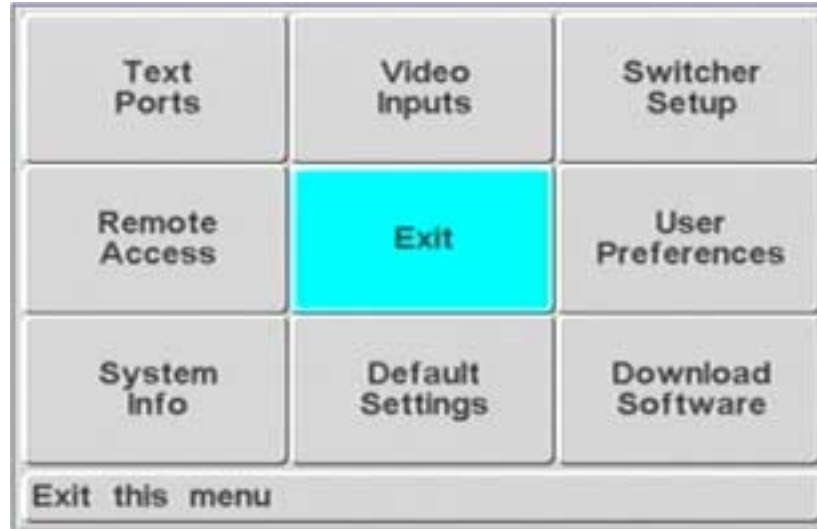 Text
Ports
Video
Inputs
Switcher
Setup
Remote
Access
Exit
User
Preferences
System
Info
Default
Settings
Download
Software
Exit this menu